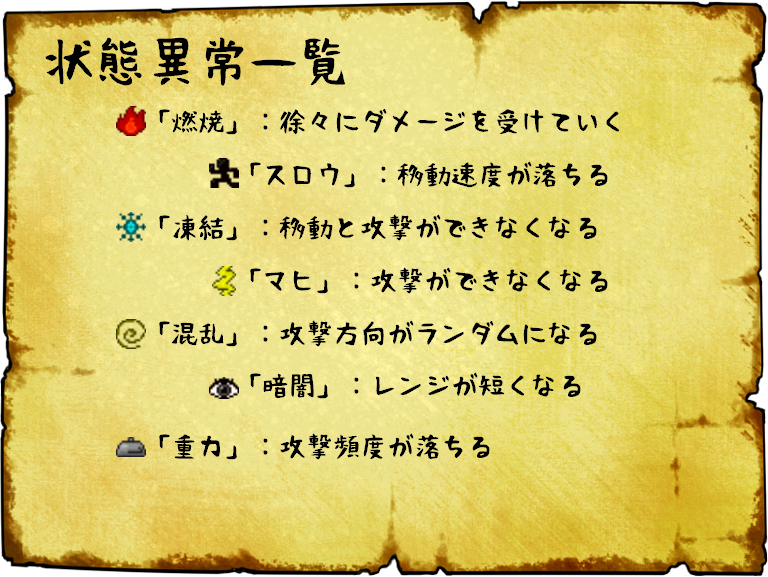 状態異常一覧
「燃焼」：徐々にダメージを受けていく
「スロウ」：移動速度が落ちる
「凍結」：移動と攻撃ができなくなる
「マヒ」：攻撃ができなくなる
「混乱」：攻撃方向がランダムになる
「暗闇」：レンジが短くなる
「重力」：攻撃頻度が落ちる